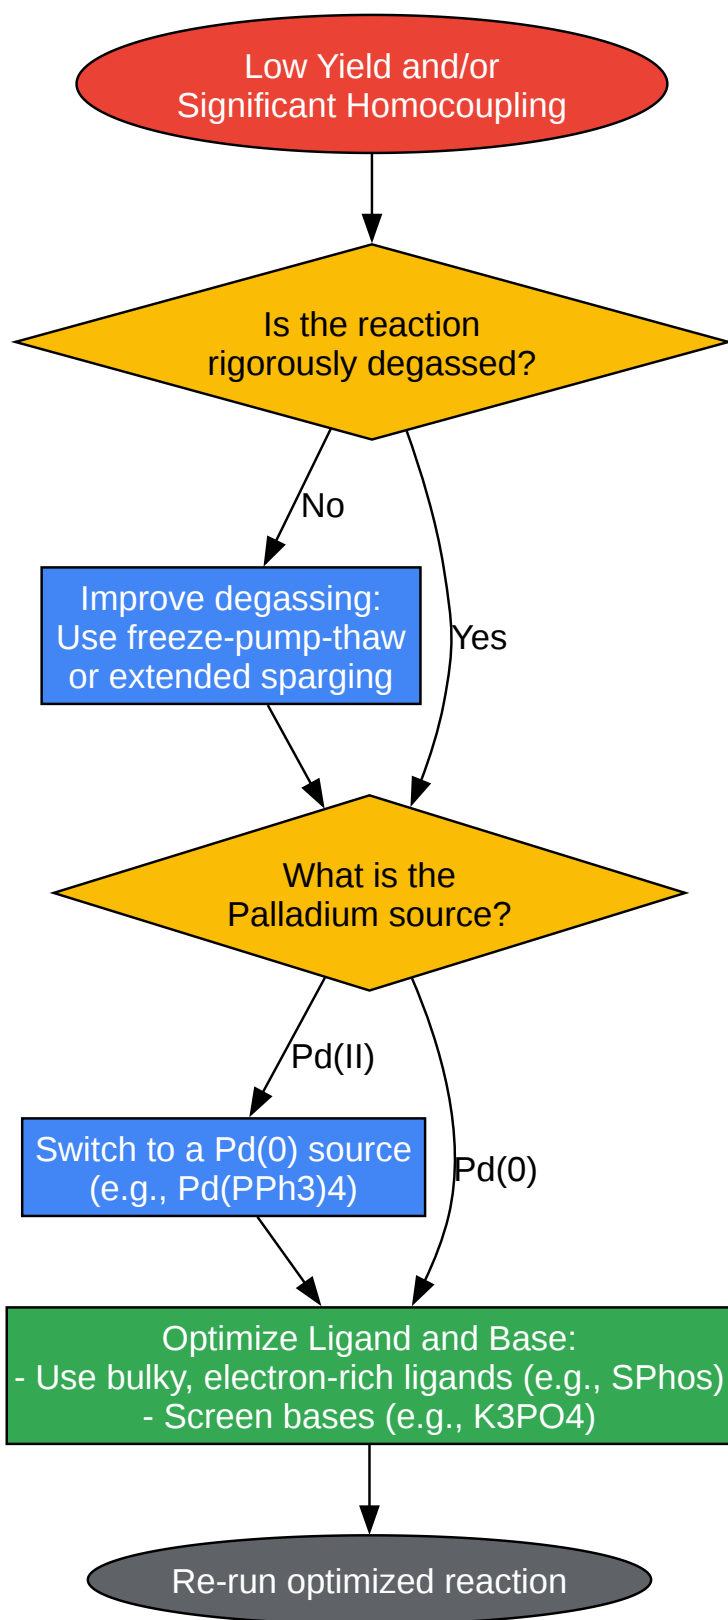 Low Yield and/or
Significant Homocoupling
Is the reaction
rigorously degassed?
No
Improve degassing:
Use freeze-pump-thaw
or extended sparging
Yes
What is the
Palladium source?
Pd(II)
Switch to a Pd(0) source
(e.g., Pd(PPh3)4)
Pd(0)
Optimize Ligand and Base:
- Use bulky, electron-rich ligands (e.g., SPhos)
- Screen bases (e.g., K3PO4)
Re-run optimized reaction